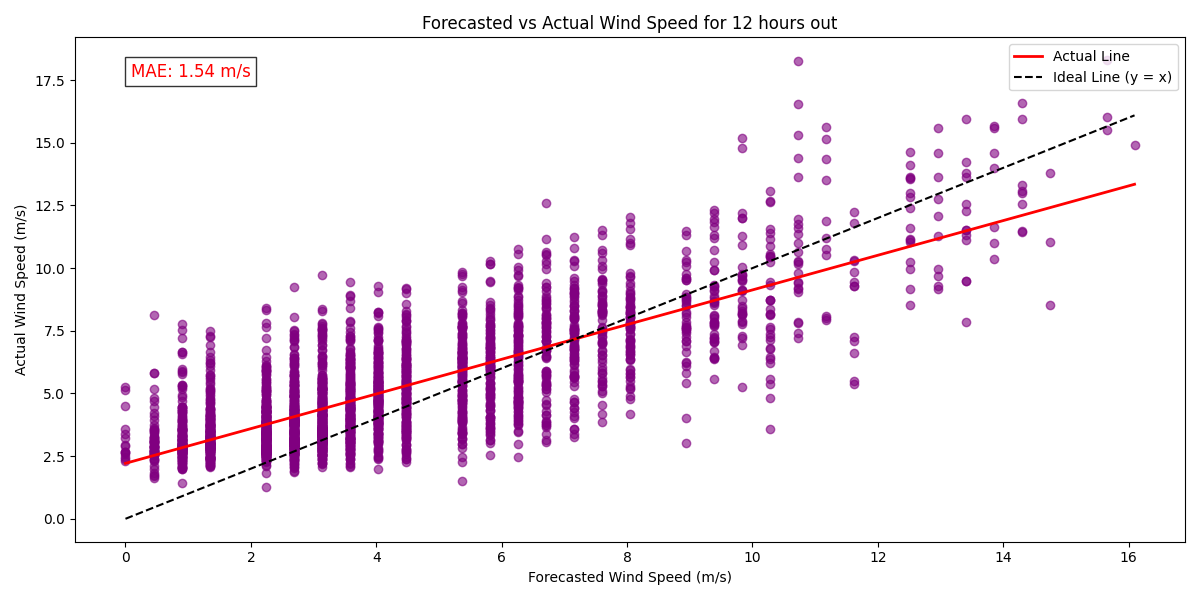 Forecasted vs Actual Wind Speed for 12 hours out
MAE: 1.54 m/s
Actual Line
Ideal Line (y = x)
Actual Wind Speed (m/s)
17.5
15.0
12.5
10.0
7.5
5.0
2.5
0.0
0 2 4 6 8 10 12 14 16
Forecasted Wind Speed (m/s)